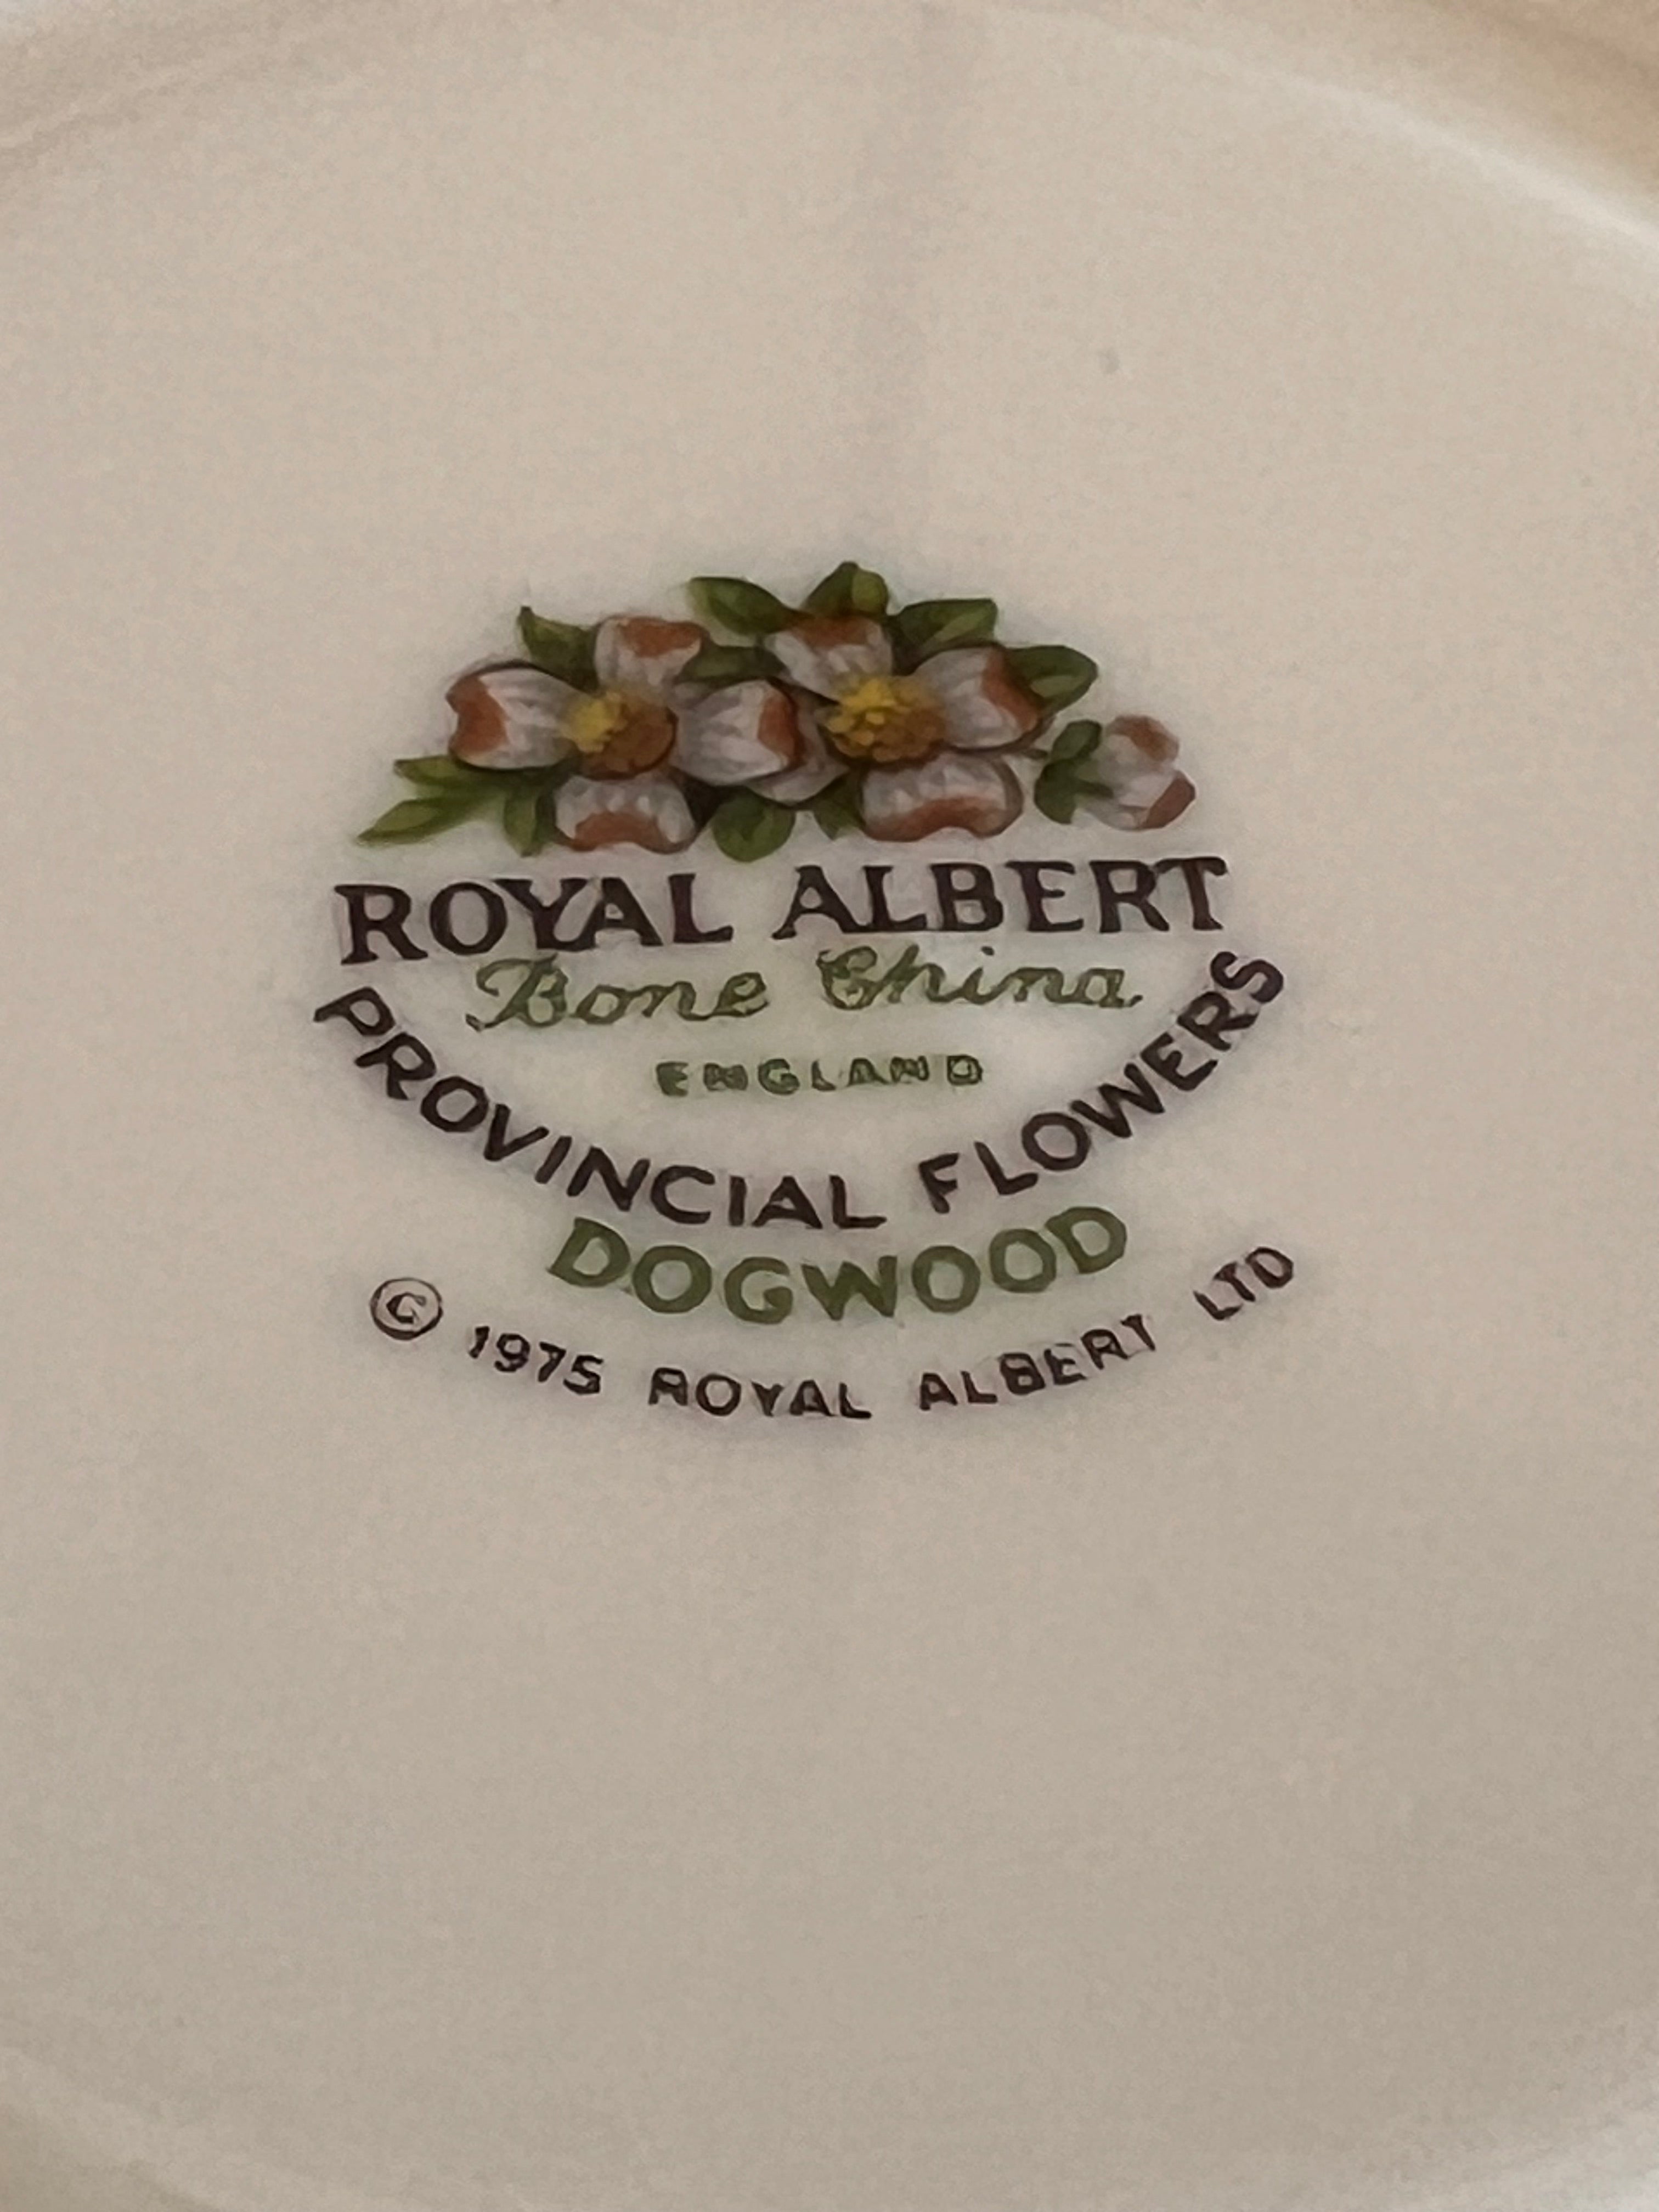 ROYAL ALBERT
Bone China
ENGLAND
PROVINCIAL FLOWERS
DOGWOOD
© 1975 ROYAL ALBERT LTD